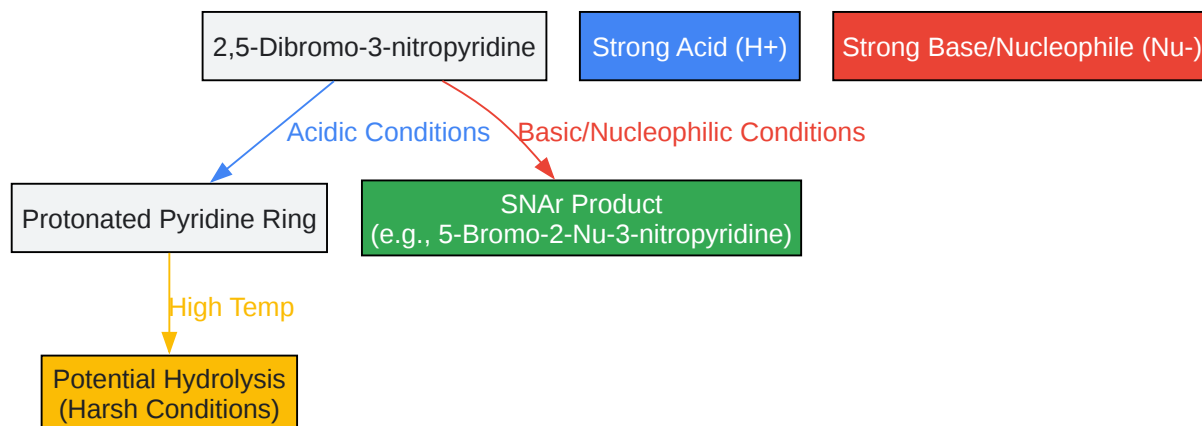 2,5-Dibromo-3-nitropyridine
Strong Acid (H+)
Strong Base/Nucleophile (Nu-)
Acidic Conditions
Basic/Nucleophilic Conditions
Protonated Pyridine Ring
SNAr Product
(e.g., 5-Bromo-2-Nu-3-nitropyridine)
High Temp
Potential Hydrolysis
(Harsh Conditions)